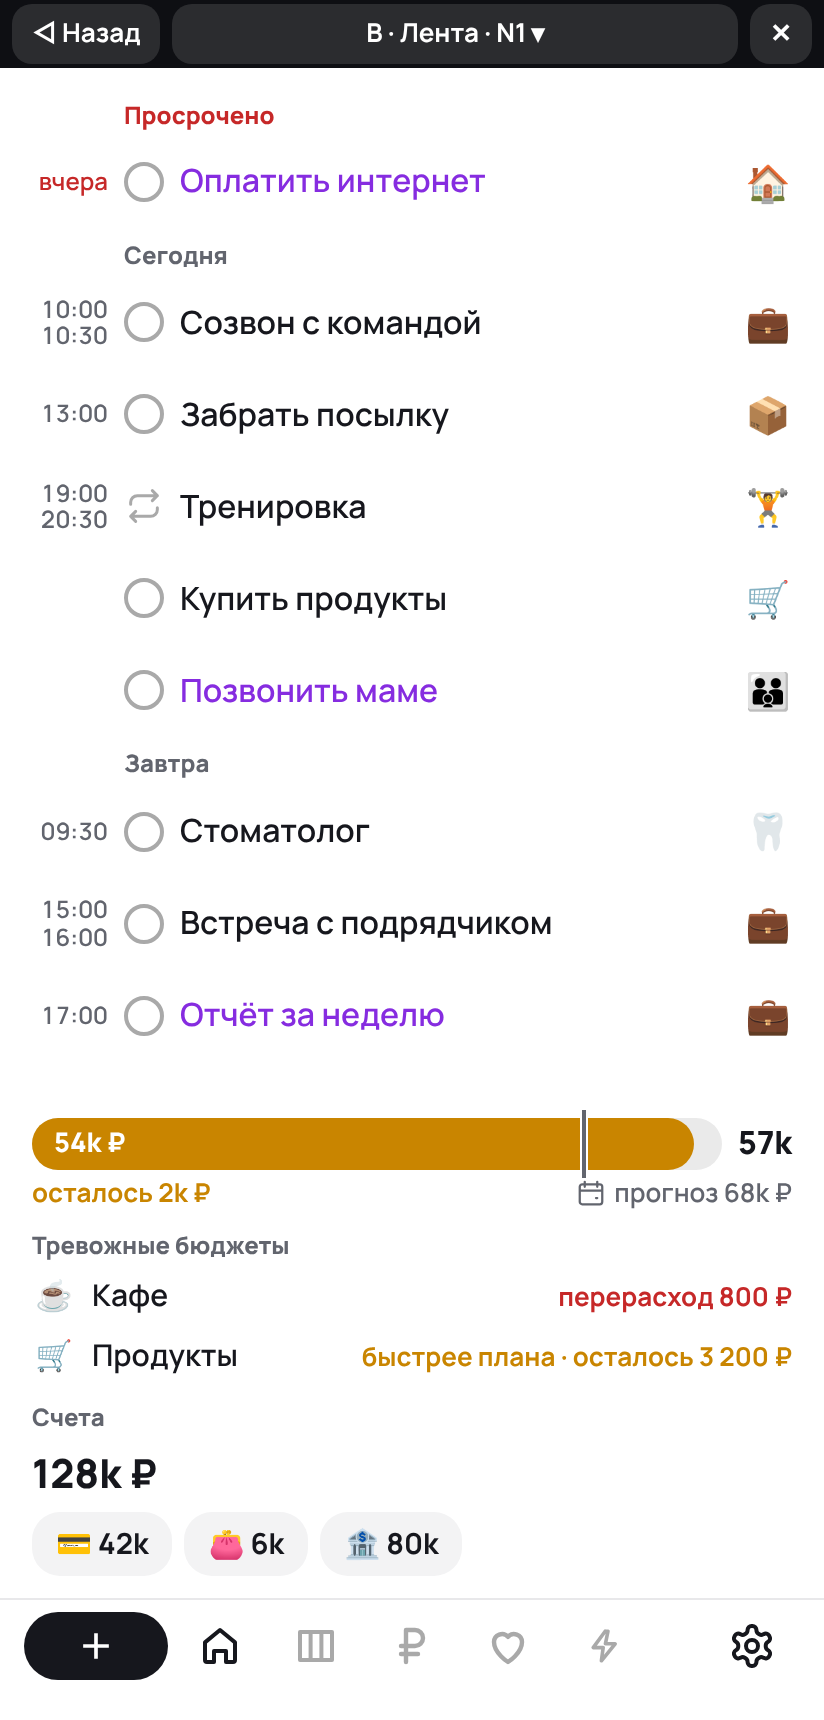 Назад
В · Лента · N1 ▾
×
Просрочено
вчера Оплатить интернет
Сегодня
10:00
10:30
Созвон с командой
13:00 Забрать посылку
19:00
20:30
Тренировка
Купить продукты
Позвонить маме
Завтра
09:30 Стоматолог
15:00
16:00
Встреча с подрядчиком
17:00 Отчёт за неделю
54k ₽ 57k
осталось 2k ₽ прогноз 68k ₽
Тревожные бюджеты
Кафе перерасход 800 ₽
Продукты быстрее плана · осталось 3 200 ₽
Счета
128k ₽
42k 6k 80k